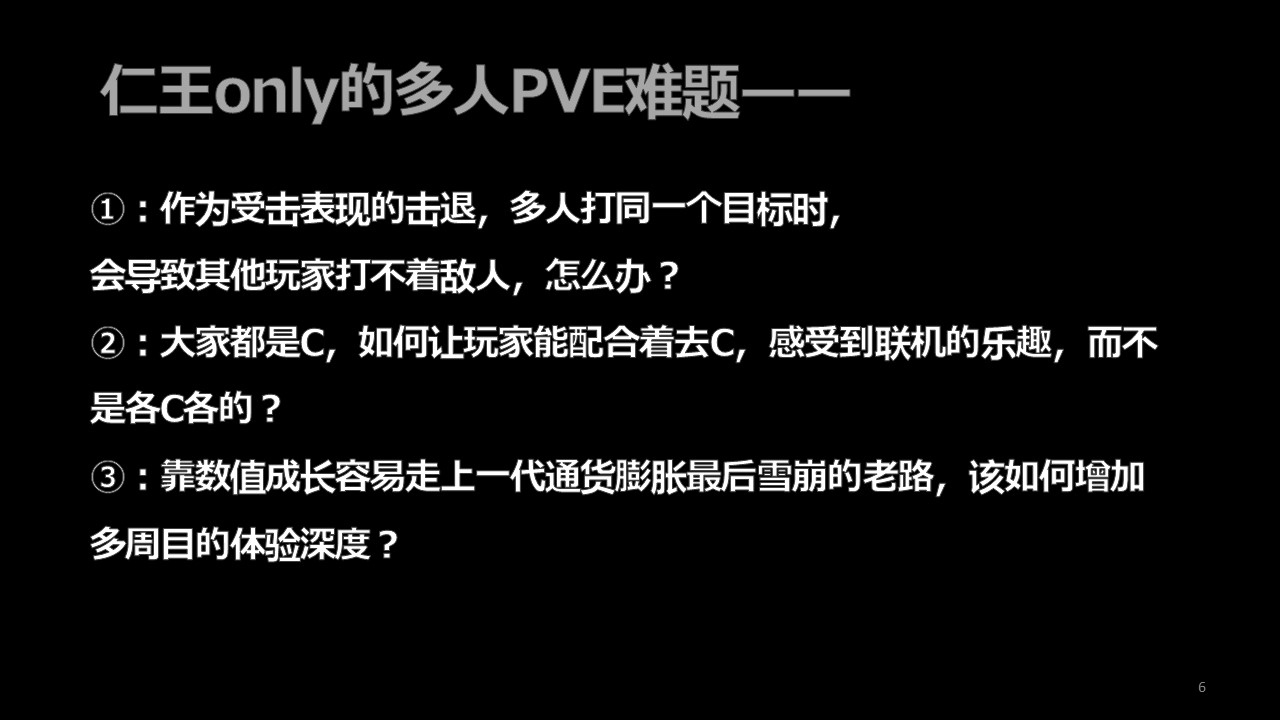 仁王only的多人PVE难题——
①：作为受击表现的击退，多人打同一个目标时，
会导致其他玩家打不着敌人，怎么办？
②：大家都是C，如何让玩家能配合着去C，感受到联机的乐趣，而不
是各C各的？
③：靠数值成长容易走上一代通货膨胀最后雪崩的老路，该如何增加
多周目的体验深度？
6